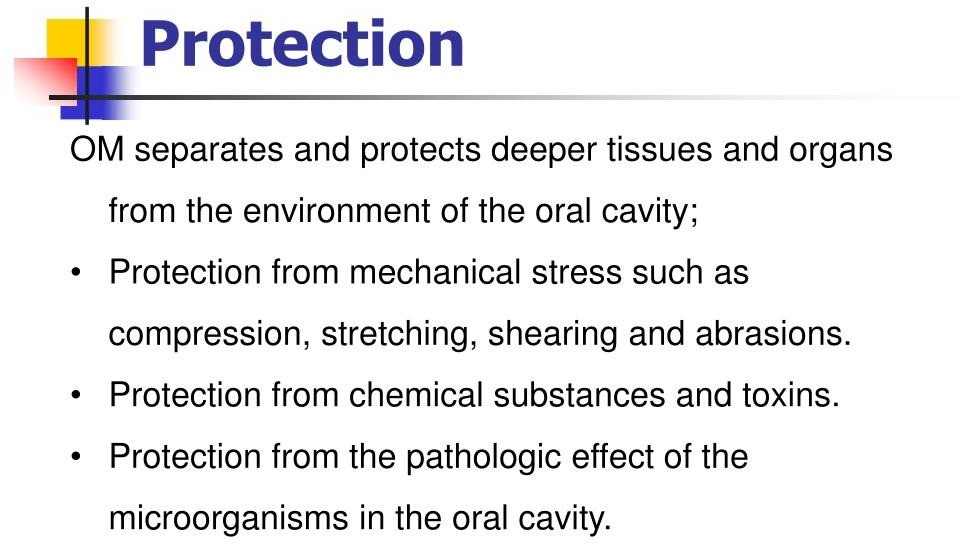 Protection
OM separates and protects deeper tissues and organs
from the environment of the oral cavity;
• Protection from mechanical stress such as
compression, stretching, shearing and abrasions.
• Protection from chemical substances and toxins.
• Protection from the pathologic effect of the
microorganisms in the oral cavity.